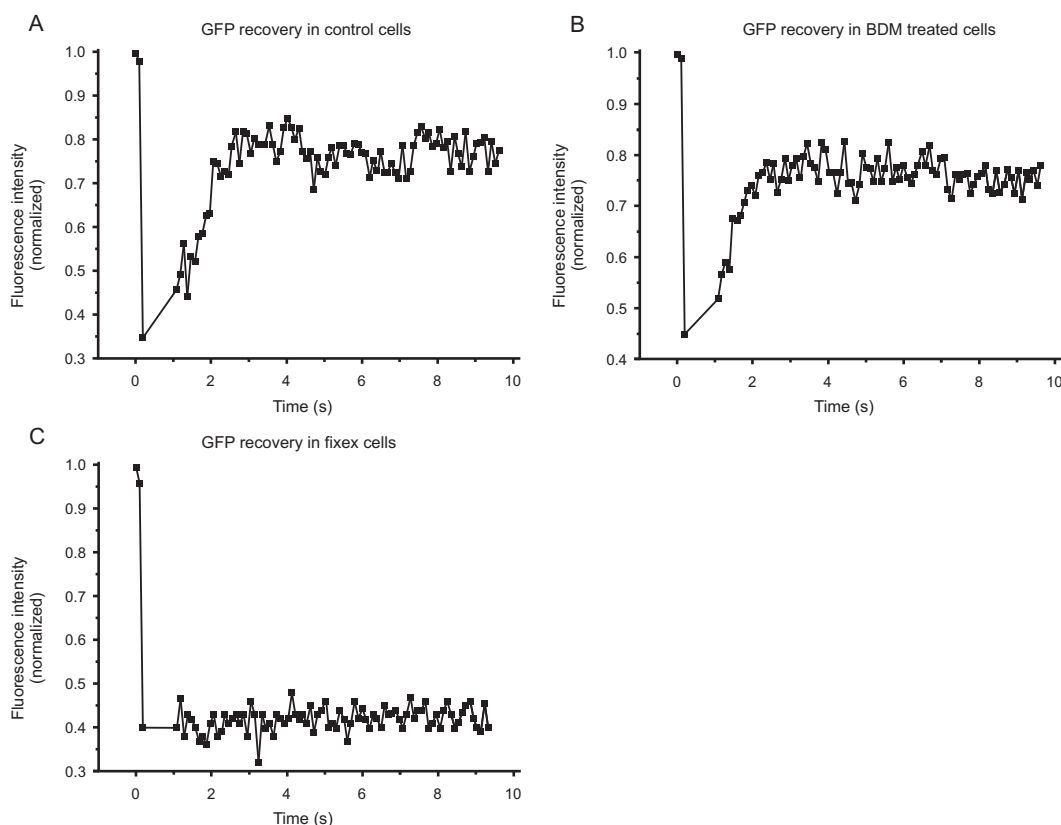 A
GFP recovery in control cells
1.0
0.9
0.8
0.7
0.6
0.5
0.4
0.3
Fluorescence intensity
(normalized)
0 2 4 6 8 10
Time (s)
B
GFP recovery in BDM treated cells
1.0
0.9
0.8
0.7
0.6
0.5
0.4
Fluorescence intensity
(normalized)
0 2 4 6 8 10
Time (s)
C
GFP recovery in fixex cells
1.0
0.9
0.8
0.7
0.6
0.5
0.4
0.3
Fluorescence intensity
(normalized)
0 2 4 6 8 10
Time (s)